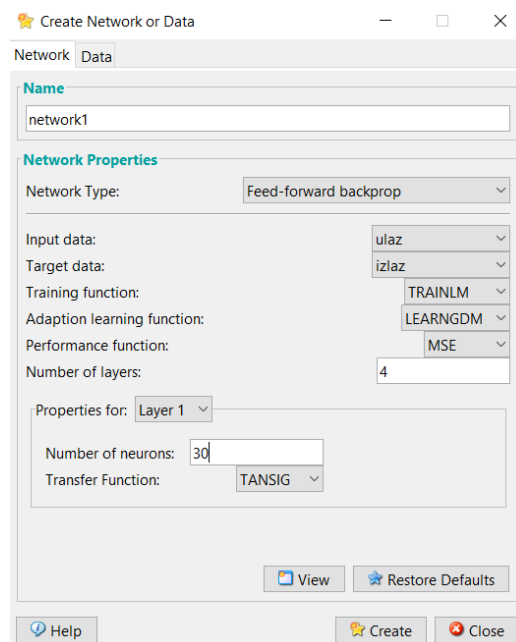 Create Network or Data
Network Data
Name
network1
Network Properties
Network Type: Feed-forward backprop
Input data: ulaz
Target data: izlaz
Training function: TRAINLM
Adaption learning function: LEARNGDM
Performance function: MSE
Number of layers: 4
Properties for: Layer 1
Number of neurons: 30
Transfer Function: TANSIG
View Restore Defaults
Help Create Close